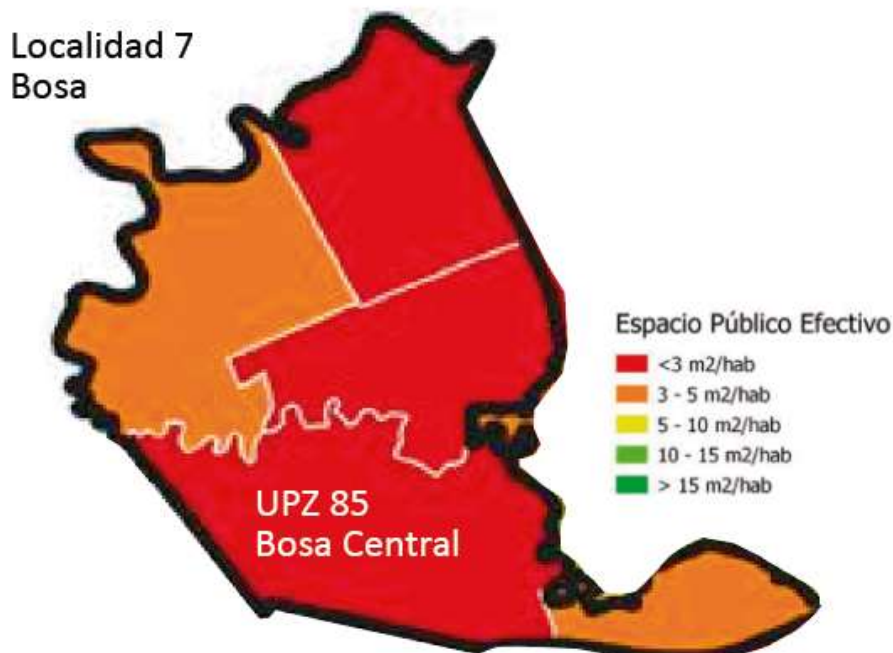 Localidad 7
Bosa
Espacio Público Efectivo
<3 m2/hab
3 - 5 m2/hab
5 - 10 m2/hab
10 - 15 m2/hab
> 15 m2/hab
UPZ 85
Bosa Central